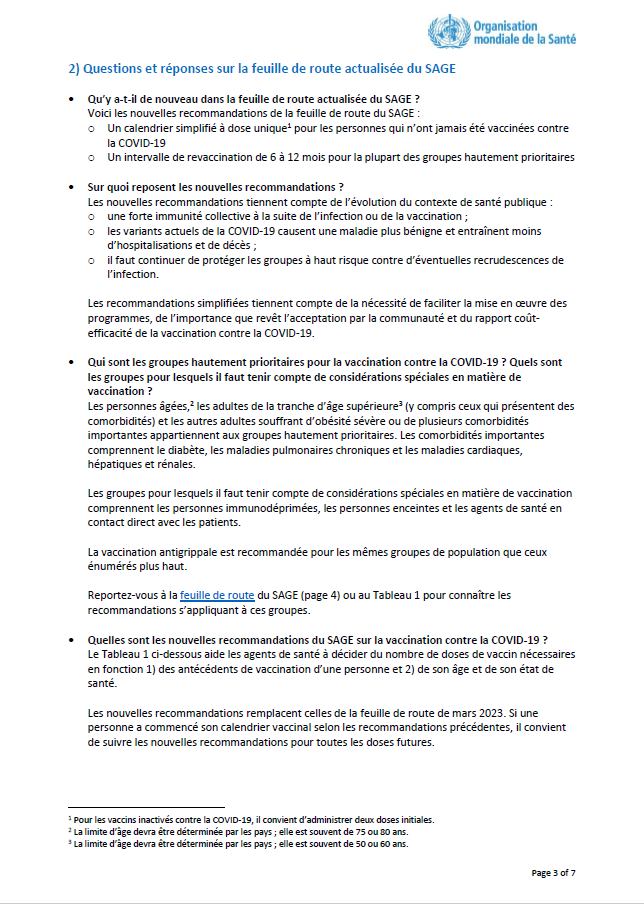 Organisation
mondiale de la Santé
2) Questions et réponses sur la feuille de route actualisée du SAGE
• Qu’y a-t-il de nouveau dans la feuille de route actualisée du SAGE ?
Voici les nouvelles recommandations de la feuille de route du SAGE :
o Un calendrier simplifié à dose unique¹ pour les personnes qui n’ont jamais été vaccinées contre
la COVID-19
o Un intervalle de revaccination de 6 à 12 mois pour la plupart des groupes hautement prioritaires
• Sur quoi reposent les nouvelles recommandations ?
Les nouvelles recommandations tiennent compte de l’évolution du contexte de santé publique :
o une forte immunité collective à la suite de l’infection ou de la vaccination ;
o les variants actuels de la COVID-19 causent une maladie plus bénigne et entraînent moins
d’hospitalisations et de décès ;
o il faut continuer de protéger les groupes à haut risque contre d’éventuelles recrudescences de
l’infection.
Les recommandations simplifiées tiennent compte de la nécessité de faciliter la mise en œuvre des
programmes, de l’importance que revêt l’acceptation par la communauté et du rapport coût-
efficacité de la vaccination contre la COVID-19.
• Qui sont les groupes hautement prioritaires pour la vaccination contre la COVID-19 ? Quels sont
les groupes pour lesquels il faut tenir compte de considérations spéciales en matière de
vaccination ?
Les personnes âgées,² les adultes de la tranche d’âge supérieure³ (y compris ceux qui présentent des
comorbidités) et les autres adultes souffrant d’obésité sévère ou de plusieurs comorbidités
importantes appartiennent aux groupes hautement prioritaires. Les comorbidités importantes
comprennent le diabète, les maladies pulmonaires chroniques et les maladies cardiaques,
hépatiques et rénales.
Les groupes pour lesquels il faut tenir compte de considérations spéciales en matière de vaccination
comprennent les personnes immunodéprimées, les personnes enceintes et les agents de santé en
contact direct avec les patients.
La vaccination antigrippale est recommandée pour les mêmes groupes de population que ceux
énumérés plus haut.
Reportez-vous à la feuille de route du SAGE (page 4) ou au Tableau 1 pour connaître les
recommandations s’appliquant à ces groupes.
• Quelles sont les nouvelles recommandations du SAGE sur la vaccination contre la COVID-19 ?
Le Tableau 1 ci-dessous aide les agents de santé à décider du nombre de doses de vaccin nécessaires
en fonction 1) des antécédents de vaccination d’une personne et 2) de son âge et de son état de
santé.
Les nouvelles recommandations remplacent celles de la feuille de route de mars 2023. Si une
personne a commencé son calendrier vaccinal selon les recommandations précédentes, il convient
de suivre les nouvelles recommandations pour toutes les doses futures.
¹ Pour les vaccins inactivés contre la COVID-19, il convient d’administrer deux doses initiales.
² La limite d’âge devra être déterminée par les pays ; elle est souvent de 75 ou 80 ans.
³ La limite d’âge devra être déterminée par les pays ; elle est souvent de 50 ou 60 ans.
Page 3 of 7